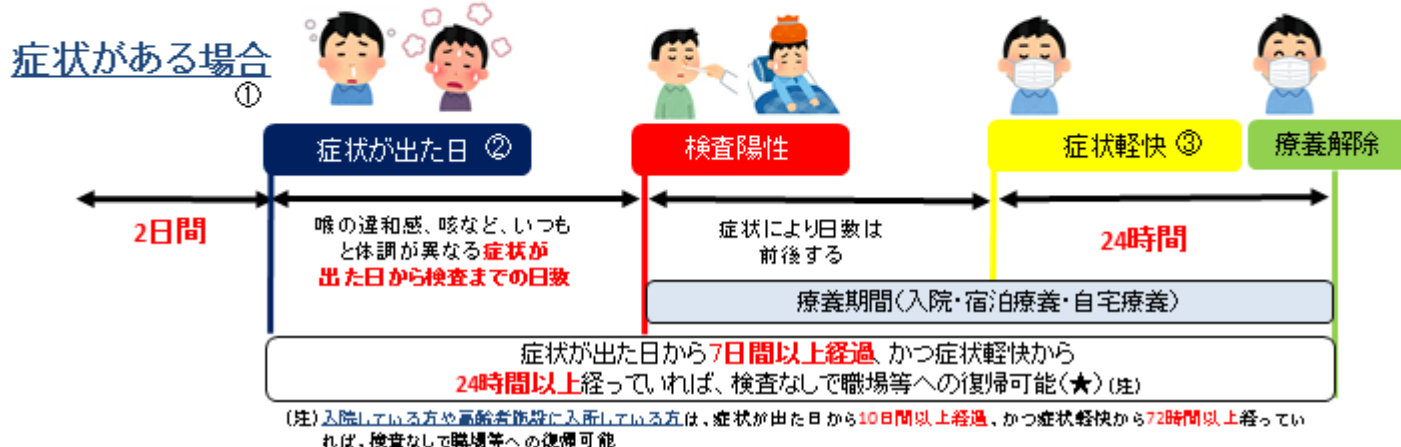 症状がある場合
①
症状が出た日 ②
検査陽性
症状軽快 ③
療養解除
2日間
喉の違和感、咳など、いつも
と体調が異なる症状が
出た日から検査までの日数
症状により日数は
前後する
24時間
療養期間(入院・宿泊療養・自宅療養)
症状が出た日から7日間以上経過、かつ症状軽快から
24時間以上経っていれば、検査なしで職場等への復帰可能(★)(注)
(注)入院している方や高齢者施設に入所している方は、症状が出た日から10日間以上経過、かつ症状軽快から72時間以上経ってい
れば、検査なしで職場等への復帰可能